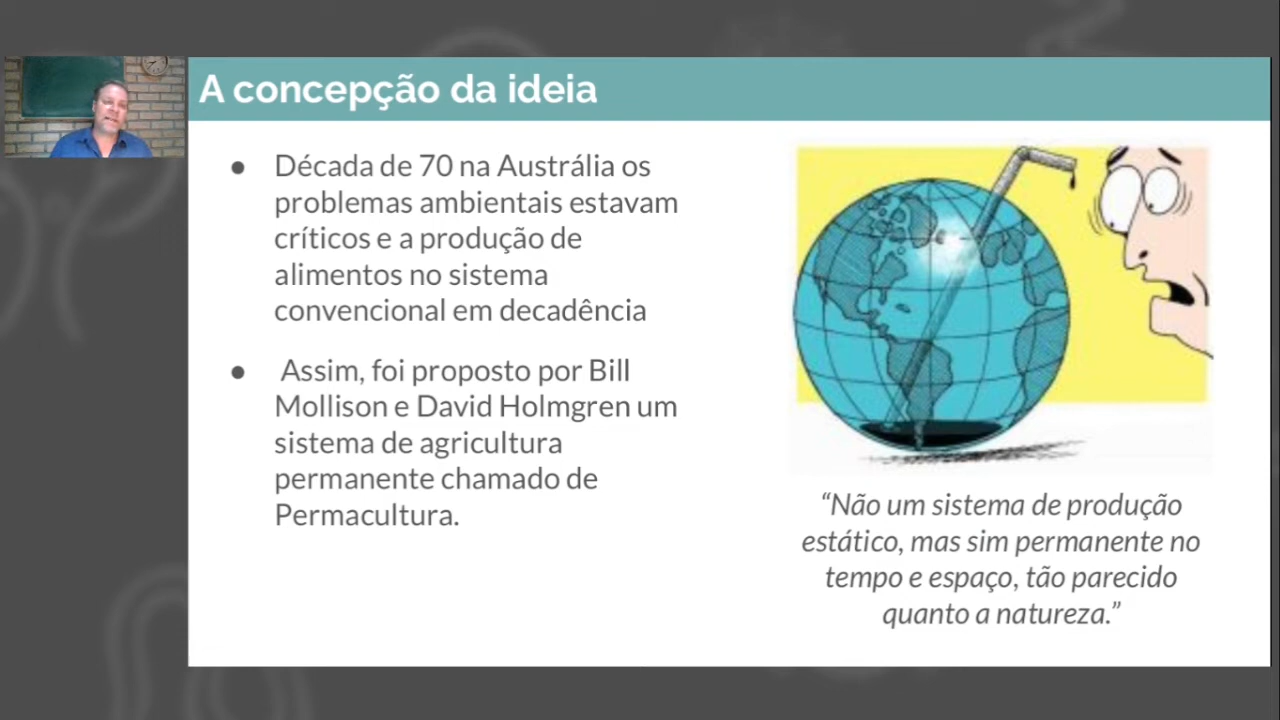 A concepção da ideia
● Década de 70 na Austrália os
problemas ambientais estavam
críticos e a produção de
alimentos no sistema
convencional em decadência
● Assim, foi proposto por Bill
Mollison e David Holmgren um
sistema de agricultura
permanente chamado de
Permacultura.
“Não um sistema de produção
estático, mas sim permanente no
tempo e espaço, tão parecido
quanto a natureza.”